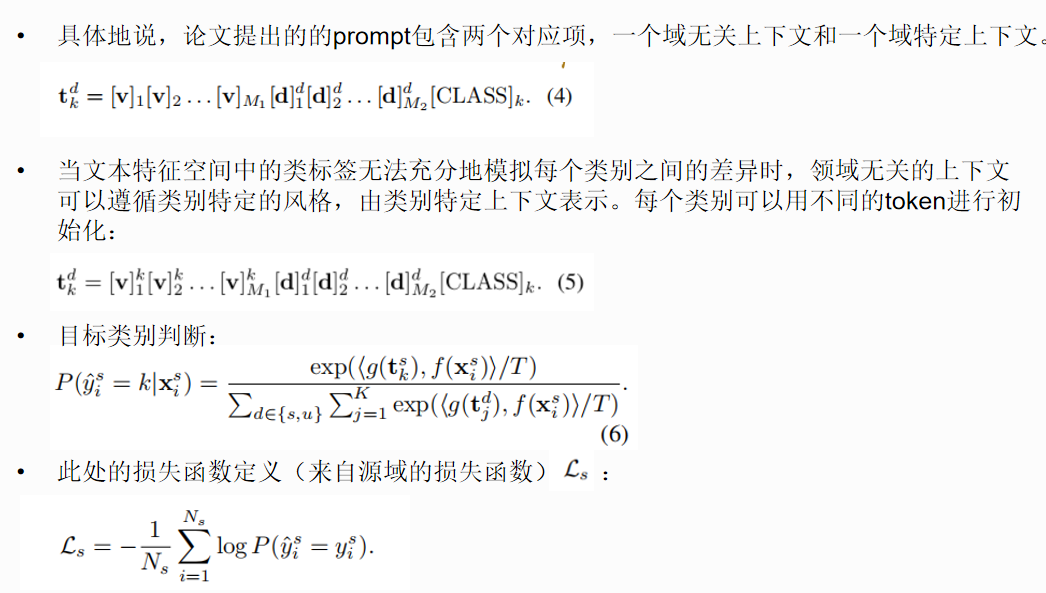 • 具体地说，论文提出的的prompt包含两个对应项，一个域无关上下文和一个域特定上下文。
$\mathbf{t}_k^d = [\mathbf{v}]_1[\mathbf{v}]_2 \ldots [\mathbf{v}]_{M_1}[\mathbf{d}]_1^d[\mathbf{d}]_2^d \ldots [\mathbf{d}]_{M_2}^d[\text{CLASS}]_k.$ (4)
• 当文本特征空间中的类标签无法充分地模拟每个类别之间的差异时，领域无关的上下文
可以遵循类别特定的风格，由类别特定上下文表示。每个类别可以用不同的token进行初
始化：
$\mathbf{t}_k^d = [\mathbf{v}]_1^k[\mathbf{v}]_2^k \ldots [\mathbf{v}]_{M_1}^k[\mathbf{d}]_1^d[\mathbf{d}]_2^d \ldots [\mathbf{d}]_{M_2}^d[\text{CLASS}]_k.$ (5)
• 目标类别判断：
$P(\hat{y}_i^s = k|\mathbf{x}_i^s) = \frac{\exp(\langle g(\mathbf{t}_k^s), f(\mathbf{x}_i^s)\rangle/T)}{\sum_{d\in\{s,u\}} \sum_{j=1}^{K} \exp(\langle g(\mathbf{t}_j^d), f(\mathbf{x}_i^s)\rangle/T)}.$
(6)
• 此处的损失函数定义（来自源域的损失函数） $\mathcal{L}_s$ ：
$\mathcal{L}_s = -\frac{1}{N_s} \sum_{i=1}^{N_s} \log P(\hat{y}_i^s = y_i^s).$